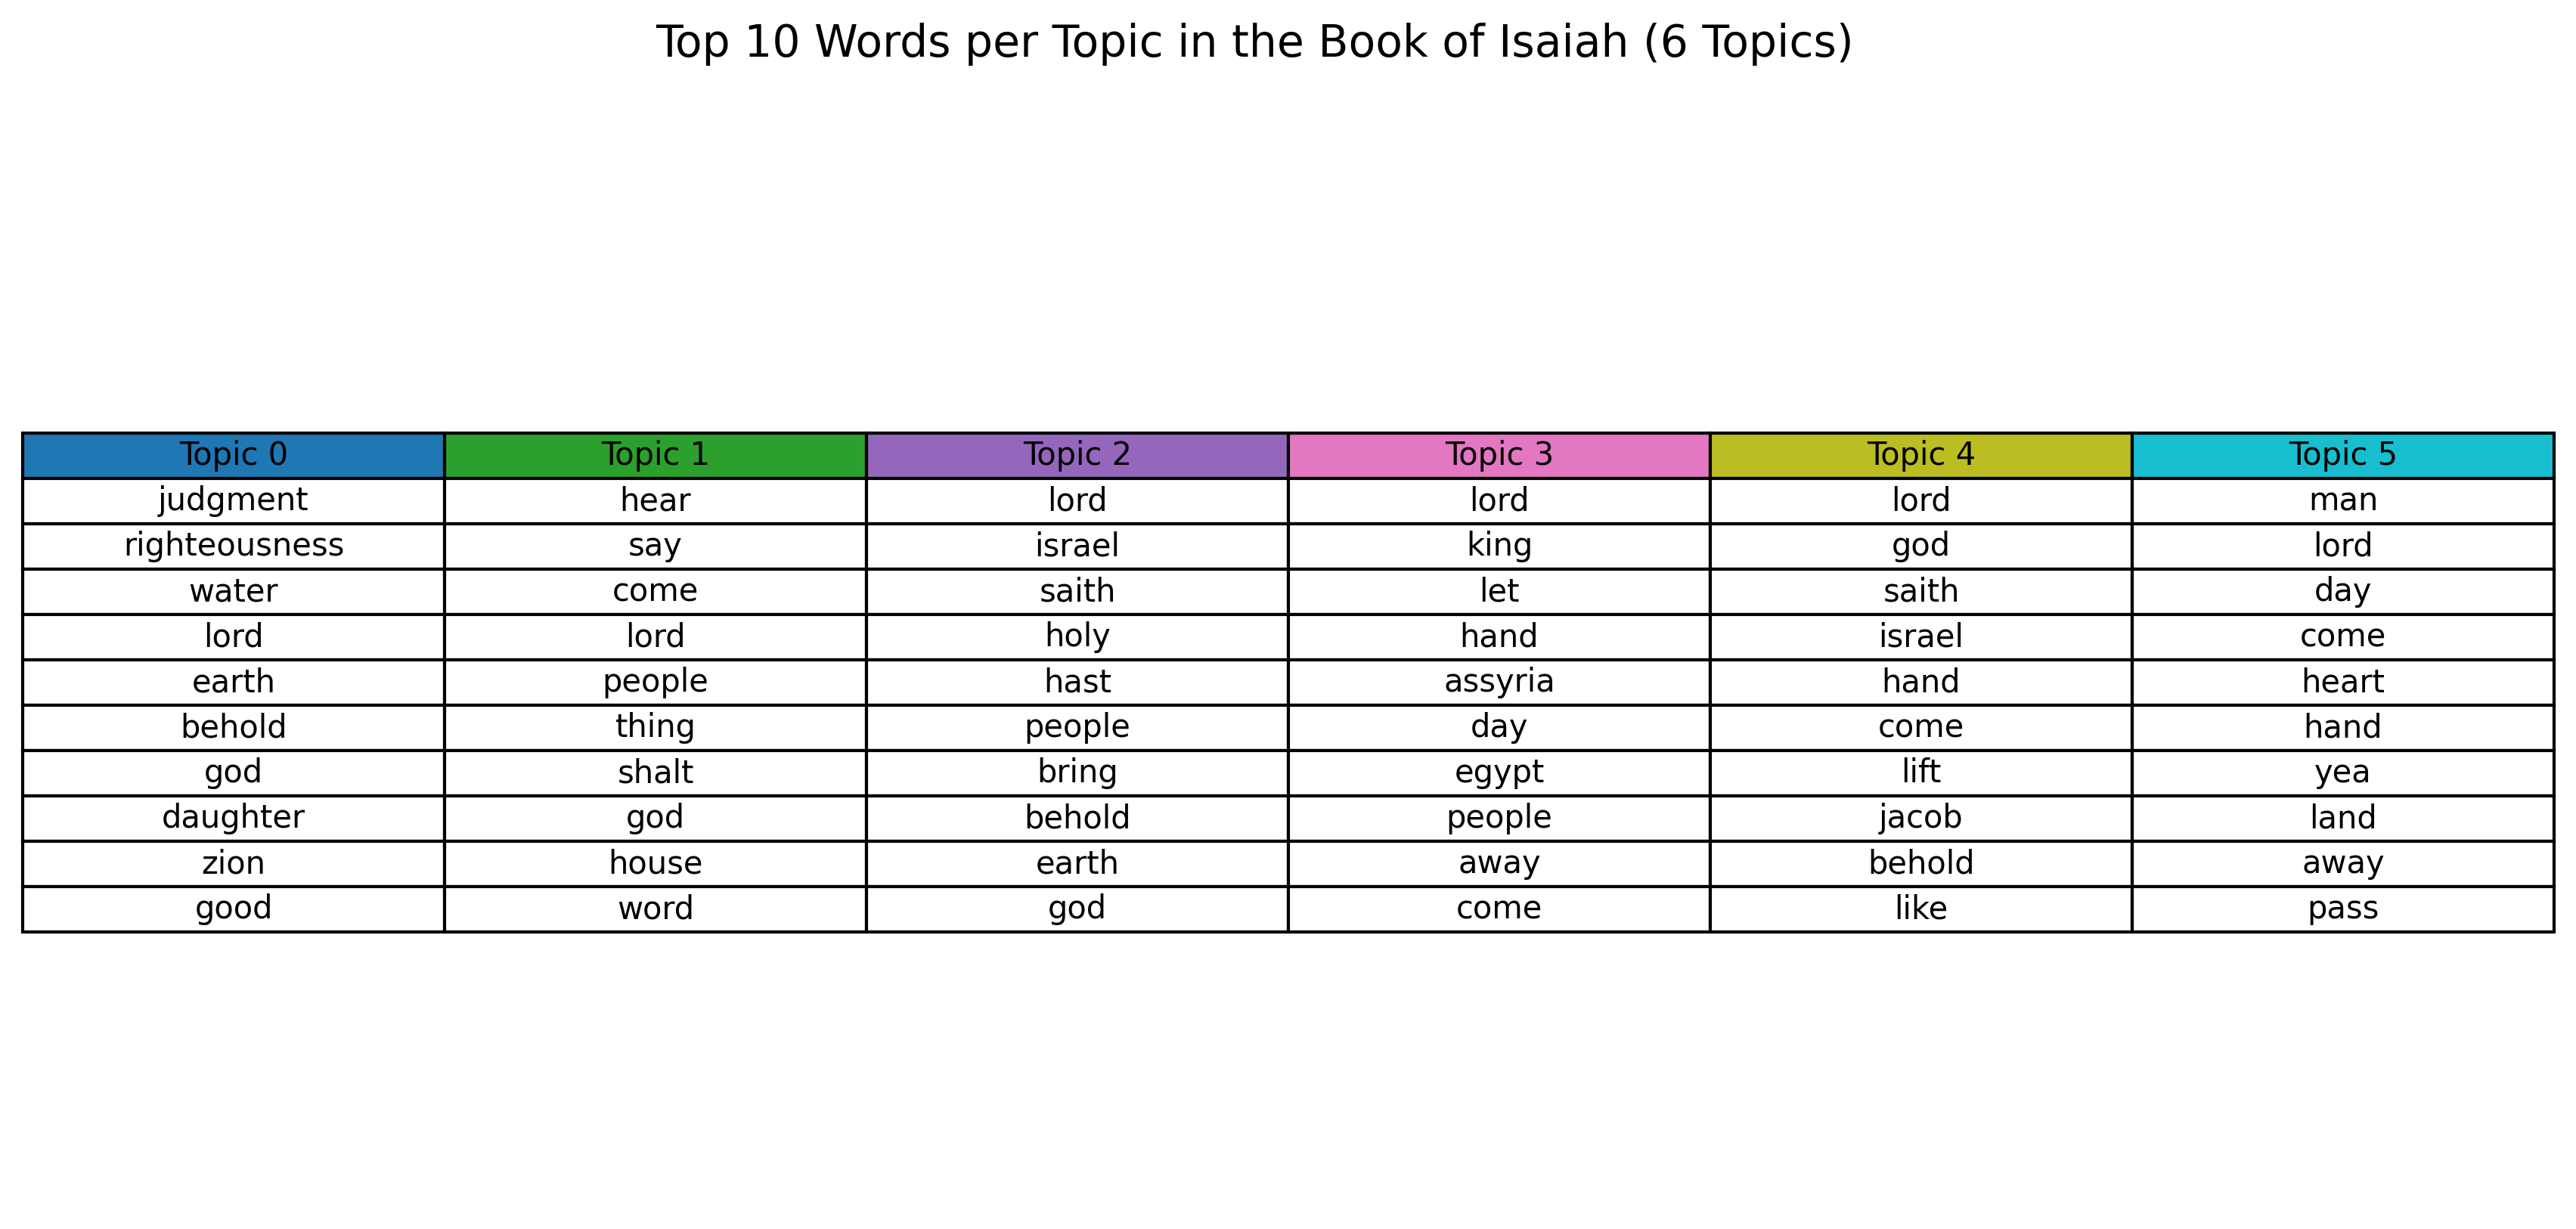 Top 10 Words per Topic in the Book of Isaiah (6 Topics)
Topic 0 Topic 1 Topic 2 Topic 3 Topic 4 Topic 5
judgment hear lord lord lord man
righteousness say israel king god lord
water come saith let saith day
lord lord holy hand israel come
earth people hast assyria hand heart
behold thing people day come hand
god shalt bring egypt lift yea
daughter god behold people jacob land
zion house earth away behold away
good word god come like pass